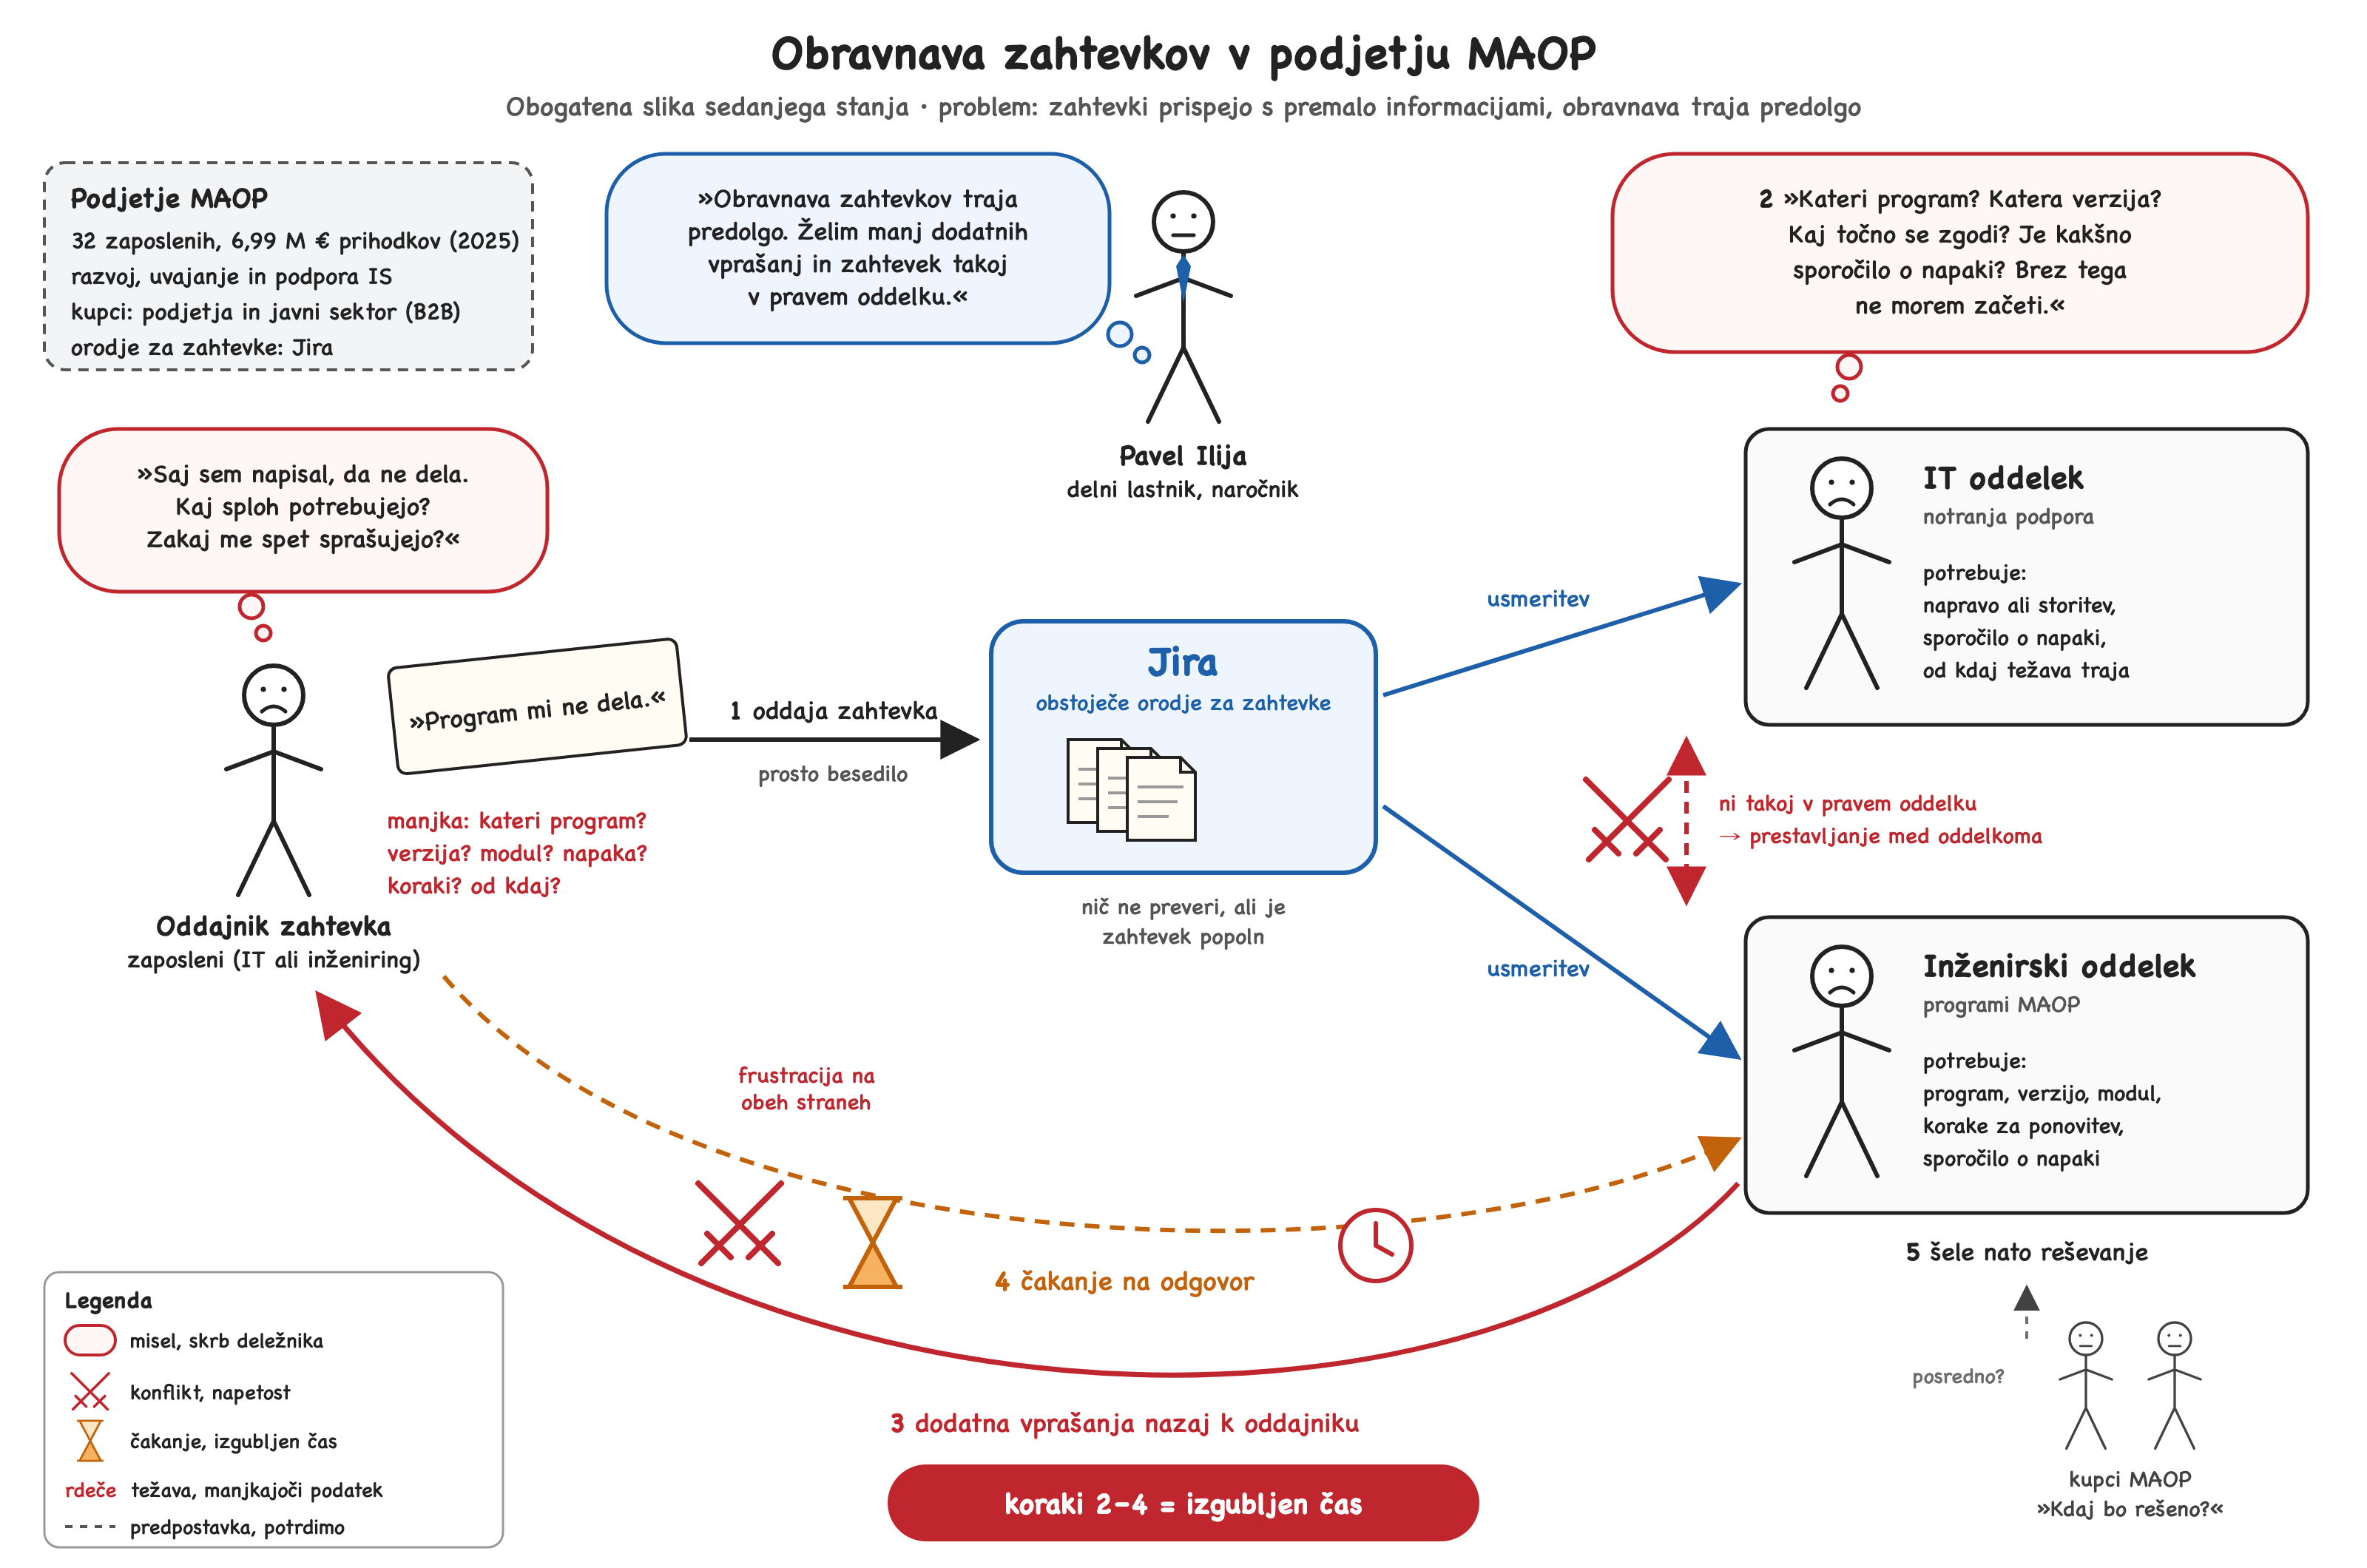 Obravnava zahtevkov v podjetju MAOP
Obogatena slika sedanjega stanja · problem: zahtevki prispejo s premalo informacijami, obravnava traja predolgo
Podjetje MAOP
32 zaposlenih, 6,99 M € prihodkov (2025)
razvoj, uvajanje in podpora IS
kupci: podjetja in javni sektor (B2B)
orodje za zahtevke: Jira
»Obravnava zahtevkov traja
predolgo. Želim manj dodatnih
vprašanj in zahtevek takoj
v pravem oddelku.«
Pavel Ilija
delni lastnik, naročnik
2 »Kateri program? Katera verzija?
Kaj točno se zgodi? Je kakšno
sporočilo o napaki? Brez tega
ne morem začeti.«
»Saj sem napisal, da ne dela.
Kaj sploh potrebujejo?
Zakaj me spet sprašujejo?«
»Program mi ne dela.«
manjka: kateri program?
verzija? modul? napaka?
koraki? od kdaj?
Oddajnik zahtevka
zaposleni (IT ali inženiring)
1 oddaja zahtevka
prosto besedilo
Jira
obstoječe orodje za zahtevke
nič ne preveri, ali je
zahtevek popoln
usmeritev
usmeritev
IT oddelek
notranja podpora
potrebuje:
napravo ali storitev,
sporočilo o napaki,
od kdaj težava traja
ni takoj v pravem oddelku
→ prestavljanje med oddelkoma
Inženirski oddelek
programi MAOP
potrebuje:
program, verzijo, modul,
korake za ponovitev,
sporočilo o napaki
frustracija na
obeh straneh
4 čakanje na odgovor
3 dodatna vprašanja nazaj k oddajniku
koraki 2–4 = izgubljen čas
5 šele nato reševanje
posredno?
kupci MAOP
»Kdaj bo rešeno?«
Legenda
misel, skrb deležnika
konflikt, napetost
čakanje, izgubljen čas
rdeče težava, manjkajoči podatek
predpostavka, potrdimo